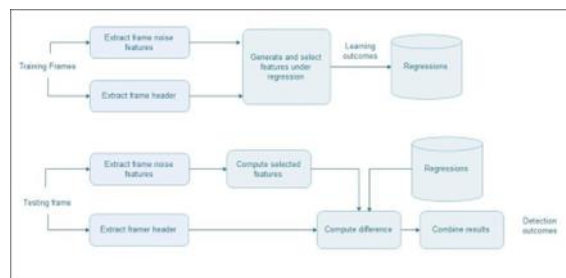 Extract frame noise
features
Training Frames
Extract frame header
Generate and select
features under
regression
Learning
outcomes
Regressions
Extract frame noise
features
Compute selected
features
Regressions
Testing frame
Extract framer header
Compute difference
Combine results
Detection
outcomes